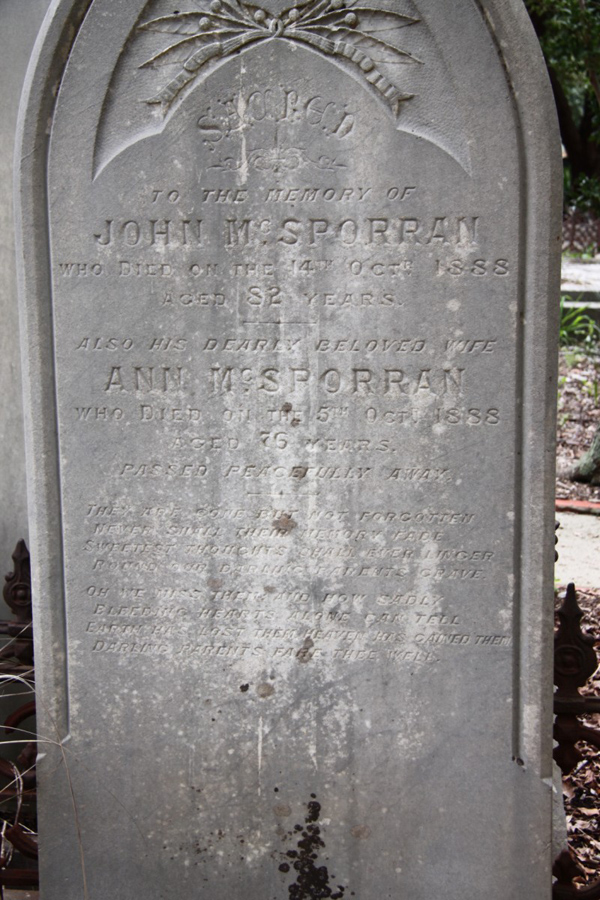 SACRED
TO THE MEMORY OF
JOHN McSPORRAN
WHO DIED ON THE 14TH OCTR 1888
AGED 82 YEARS.
ALSO HIS DEARLY BELOVED WIFE
ANN McSPORRAN
WHO DIED ON THE 5TH OCTR 1888
AGED 76 YEARS.
PASSED PEACEFULLY AWAY.
THEY ARE GONE BUT NOT FORGOTTEN
NEVER SHALL THEIR MEMORY FADE
SWEETEST THOUGHTS SHALL EVER LINGER
ROUND OUR DARLING PARENTS GRAVE
OH WE MISS THEM AND HOW SADLY
BLEEDING HEARTS ALONE CAN TELL
EARTH HAS LOST THEM HEAVEN HAS GAINED THEM
DARLING PARENTS FARE THEE WELL